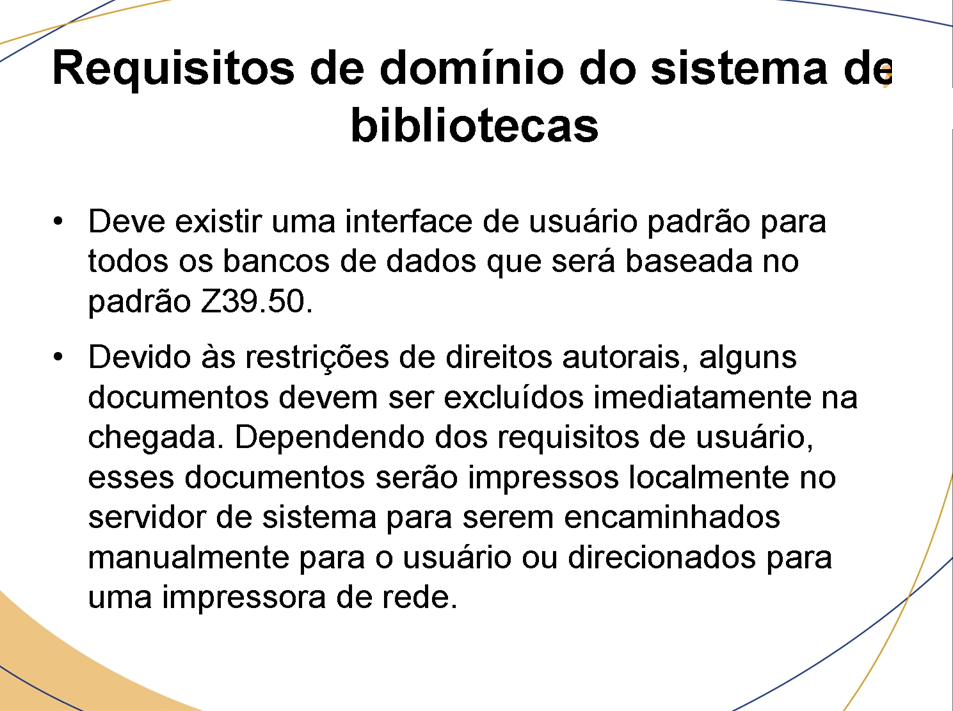 Requisitos de domínio do sistema de
bibliotecas
• Deve existir uma interface de usuário padrão para
todos os bancos de dados que será baseada no
padrão Z39.50.
• Devido às restrições de direitos autorais, alguns
documentos devem ser excluídos imediatamente na
chegada. Dependendo dos requisitos de usuário,
esses documentos serão impressos localmente no
servidor de sistema para serem encaminhados
manualmente para o usuário ou direcionados para
uma impressora de rede.